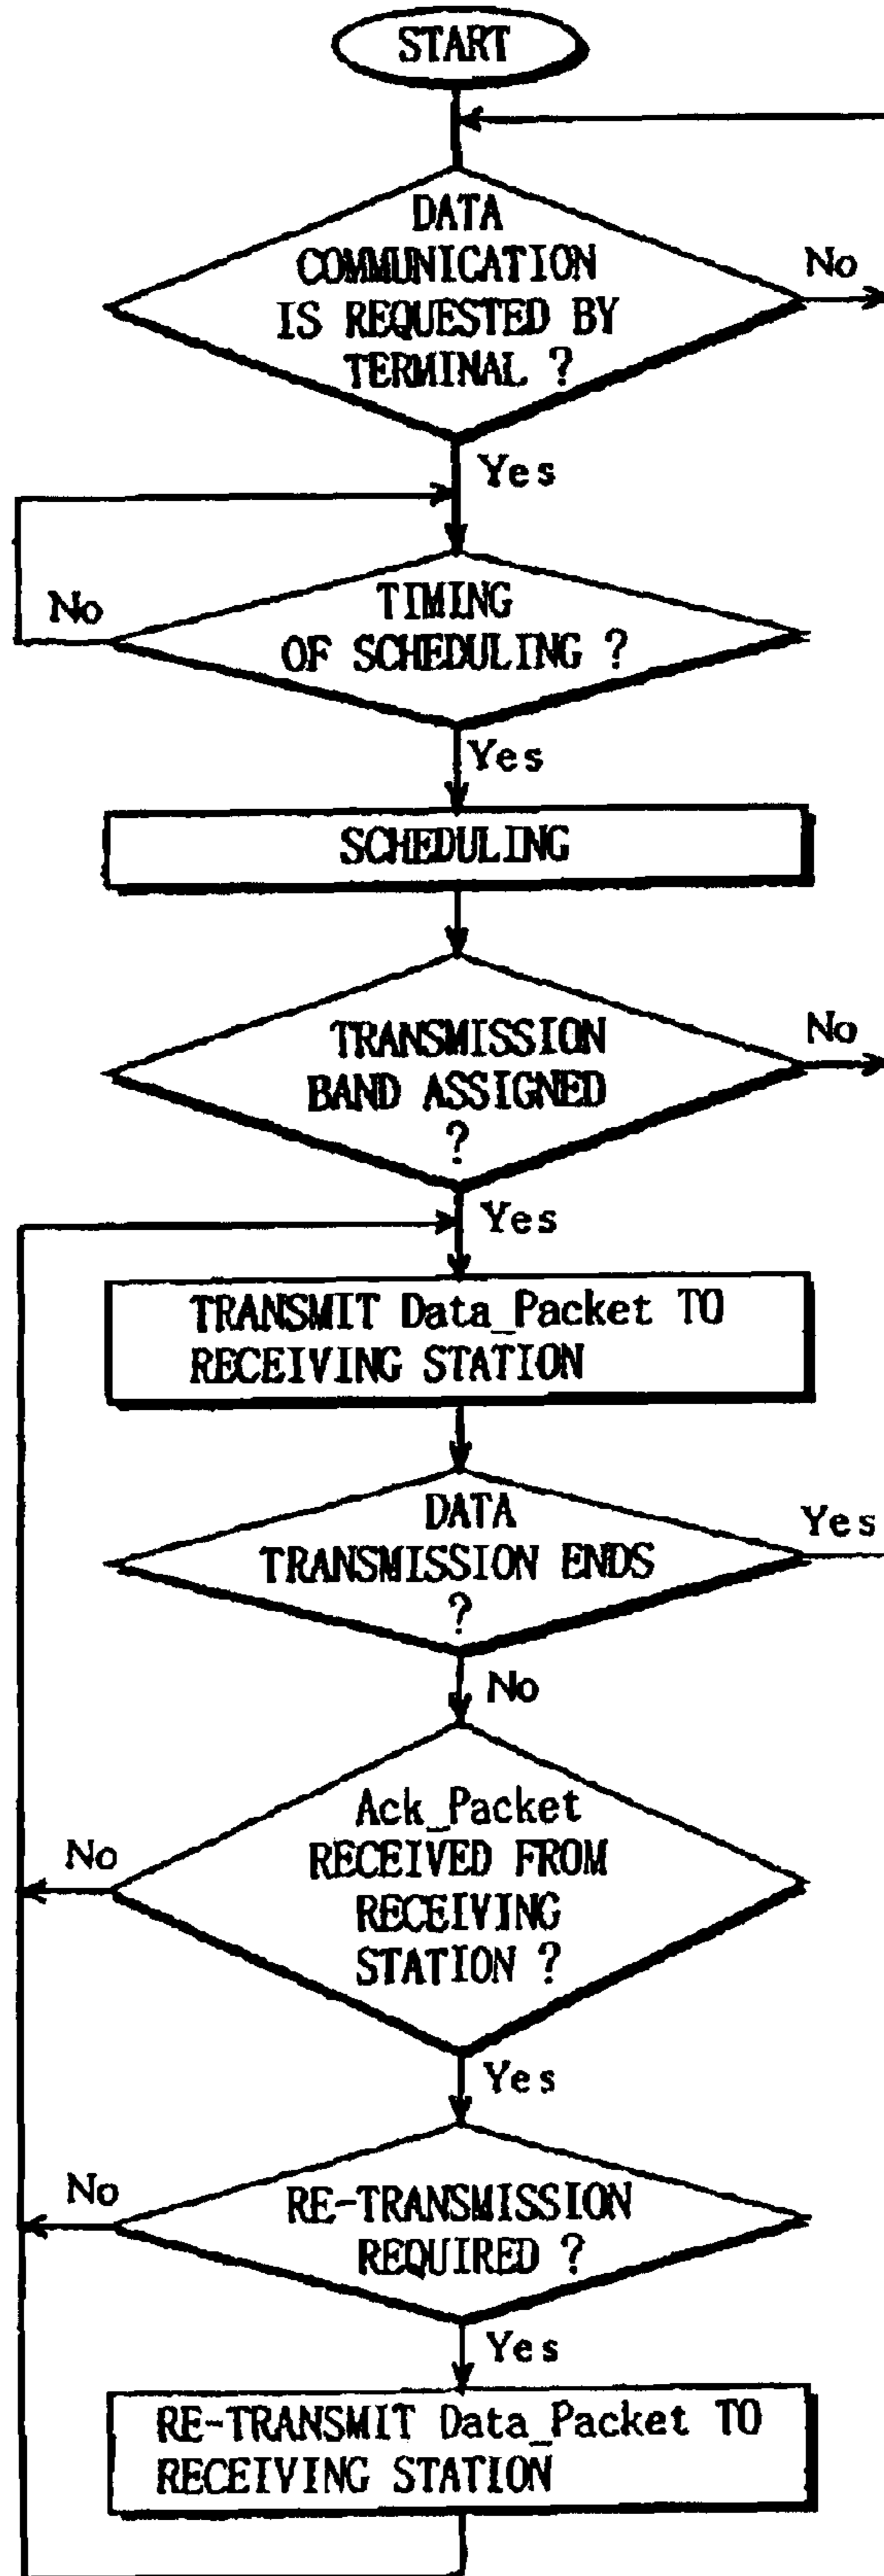 START
DATA
COMMUNICATION
IS REQUESTED BY
TERMINAL ?
No
Yes
TIMING
OF SCHEDULING ?
No
Yes
SCHEDULING
TRANSMISSION
BAND ASSIGNED
?
No
Yes
TRANSMIT Data_Packet TO
RECEIVING STATION
DATA
TRANSMISSION ENDS
?
Yes
No
Ack_Packet
RECEIVED FROM
RECEIVING
STATION ?
No
Yes
RE-TRANSMISSION
REQUIRED ?
No
Yes
RE-TRANSMIT Data_Packet TO
RECEIVING STATION